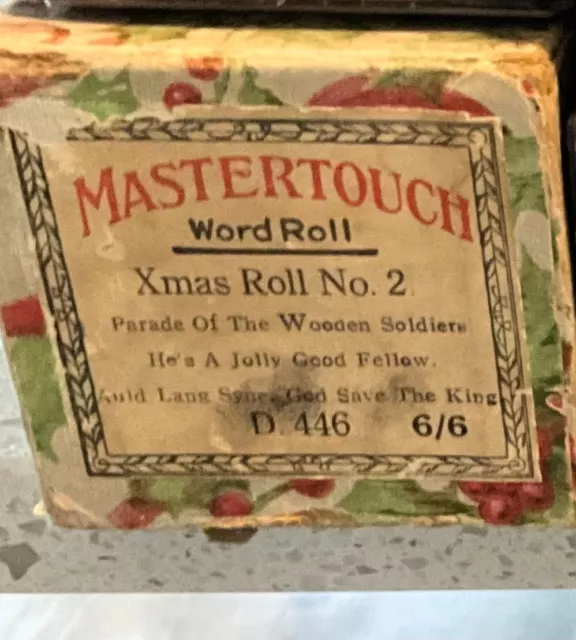 MASTERTOUCH
Word Roll
Xmas Roll No. 2
Parade Of The Wooden Soldiers
He's A Jolly Good Fellow.
Auld Lang Syne. God Save The King
D. 446 6/6